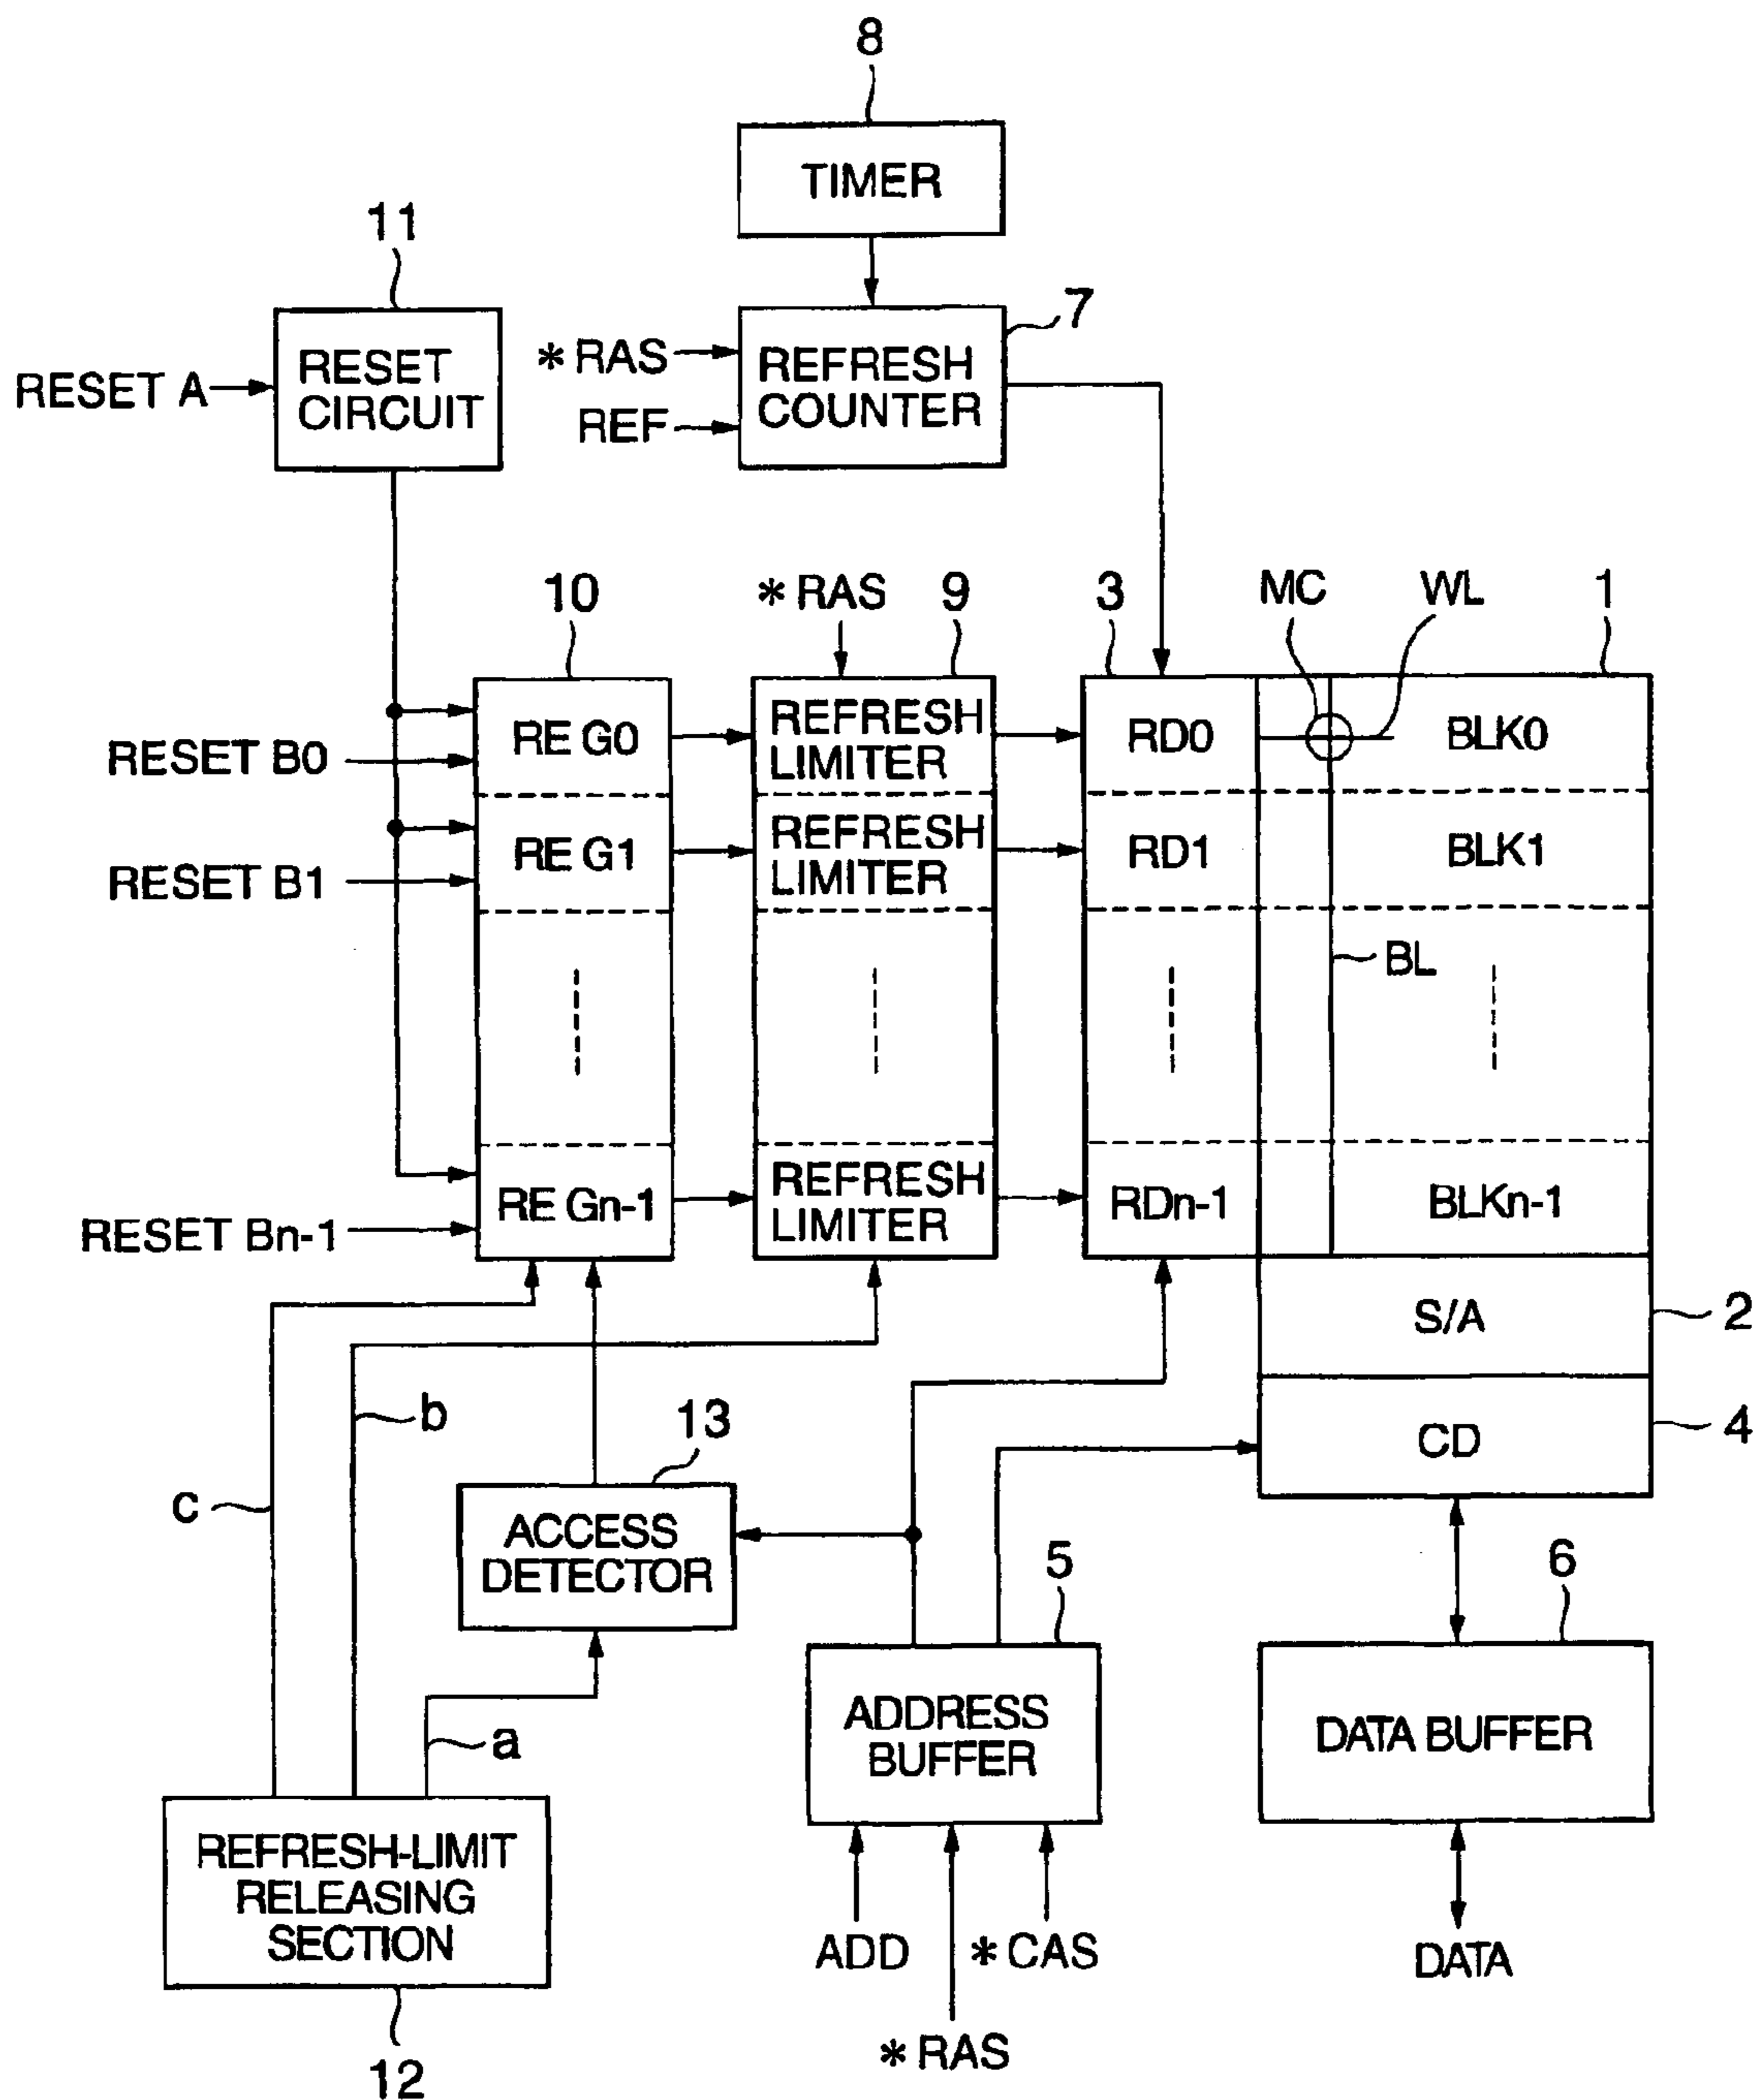 8
TIMER
11
RESET A
RESET
CIRCUIT
7
* RAS
REF
REFRESH
COUNTER
10
* RAS
9
3
MC
WL
1
RESET B0
RE G0
REFRESH
LIMITER
RD0
BLK0
RESET B1
RE G1
REFRESH
LIMITER
RD1
BLK1
BL
RESET Bn-1
RE Gn-1
REFRESH
LIMITER
RDn-1
BLKn-1
S/A
2
CD
4
b
c
13
ACCESS
DETECTOR
5
6
a
ADDRESS
BUFFER
DATA BUFFER
REFRESH-LIMIT
RELEASING
SECTION
12
ADD
* CAS
* RAS
DATA